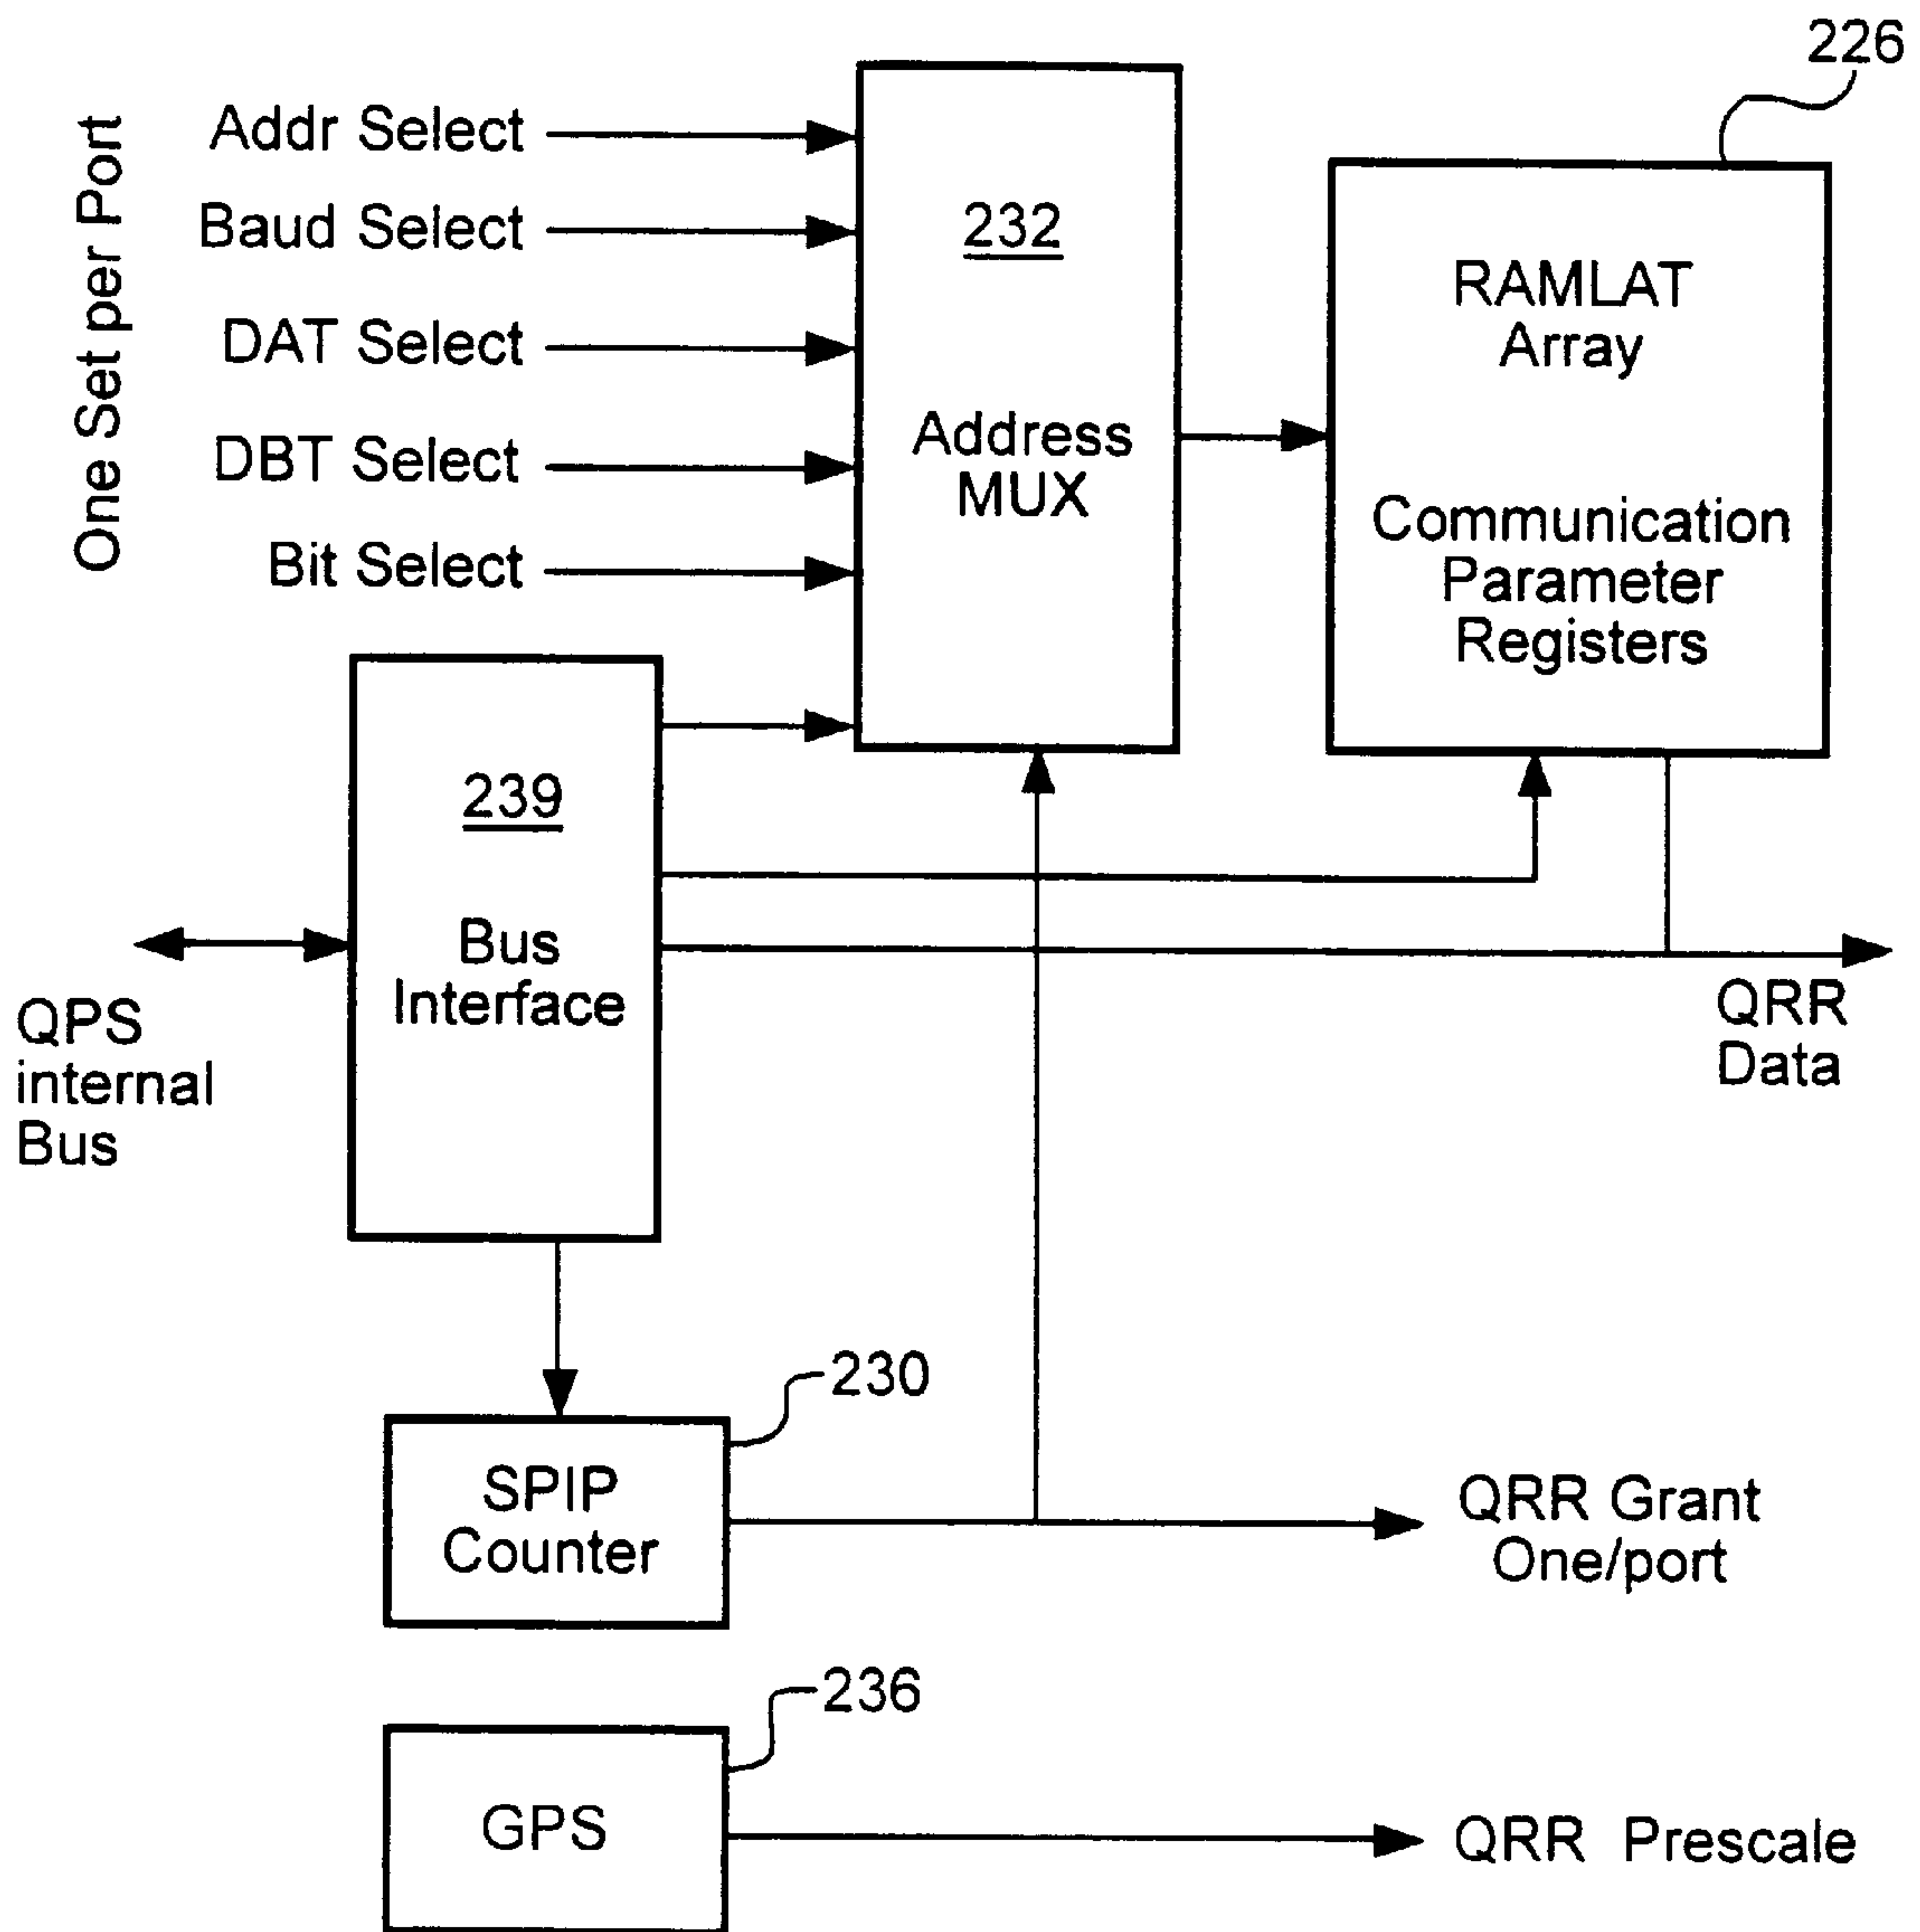 226
One Set per Port
Addr Select
Baud Select
DAT Select
DBT Select
Bit Select
232
Address
MUX
RAMLAT
Array
Communication
Parameter
Registers
239
Bus
Interface
QPS
internal
Bus
QRR
Data
230
SPIP
Counter
QRR Grant
One/port
236
GPS
QRR Prescale